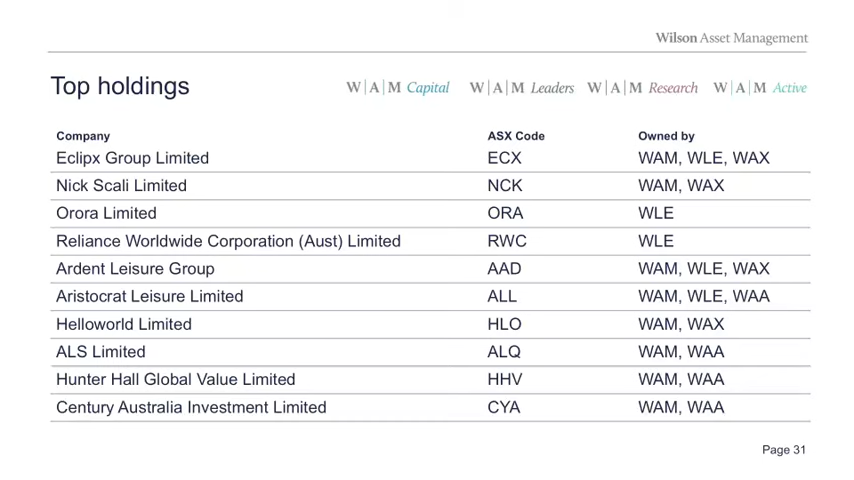 Wilson Asset Management
Top holdings
W|A|M Capital W|A|M Leaders W|A|M Research W|A|M Active
Company ASX Code Owned by
Eclipx Group Limited ECX WAM, WLE, WAX
Nick Scali Limited NCK WAM, WAX
Orora Limited ORA WLE
Reliance Worldwide Corporation (Aust) Limited RWC WLE
Ardent Leisure Group AAD WAM, WLE, WAX
Aristocrat Leisure Limited ALL WAM, WLE, WAA
Helloworld Limited HLO WAM, WAX
ALS Limited ALQ WAM, WAA
Hunter Hall Global Value Limited HHV WAM, WAA
Century Australia Investment Limited CYA WAM, WAA
Page 31